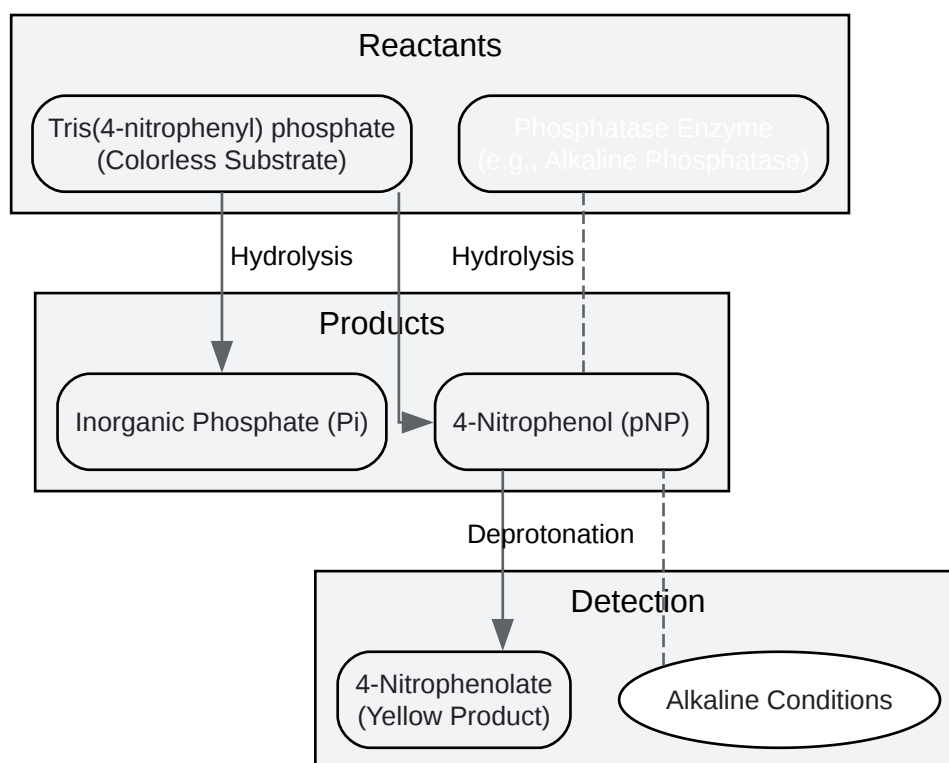 Reactants
Tris(4-nitrophenyl) phosphate
(Colorless Substrate)
Phosphatase Enzyme
(e.g., Alkaline Phosphatase)
Hydrolysis
Hydrolysis
Products
Inorganic Phosphate (Pi)
4-Nitrophenol (pNP)
Deprotonation
Detection
4-Nitrophenolate
(Yellow Product)
Alkaline Conditions